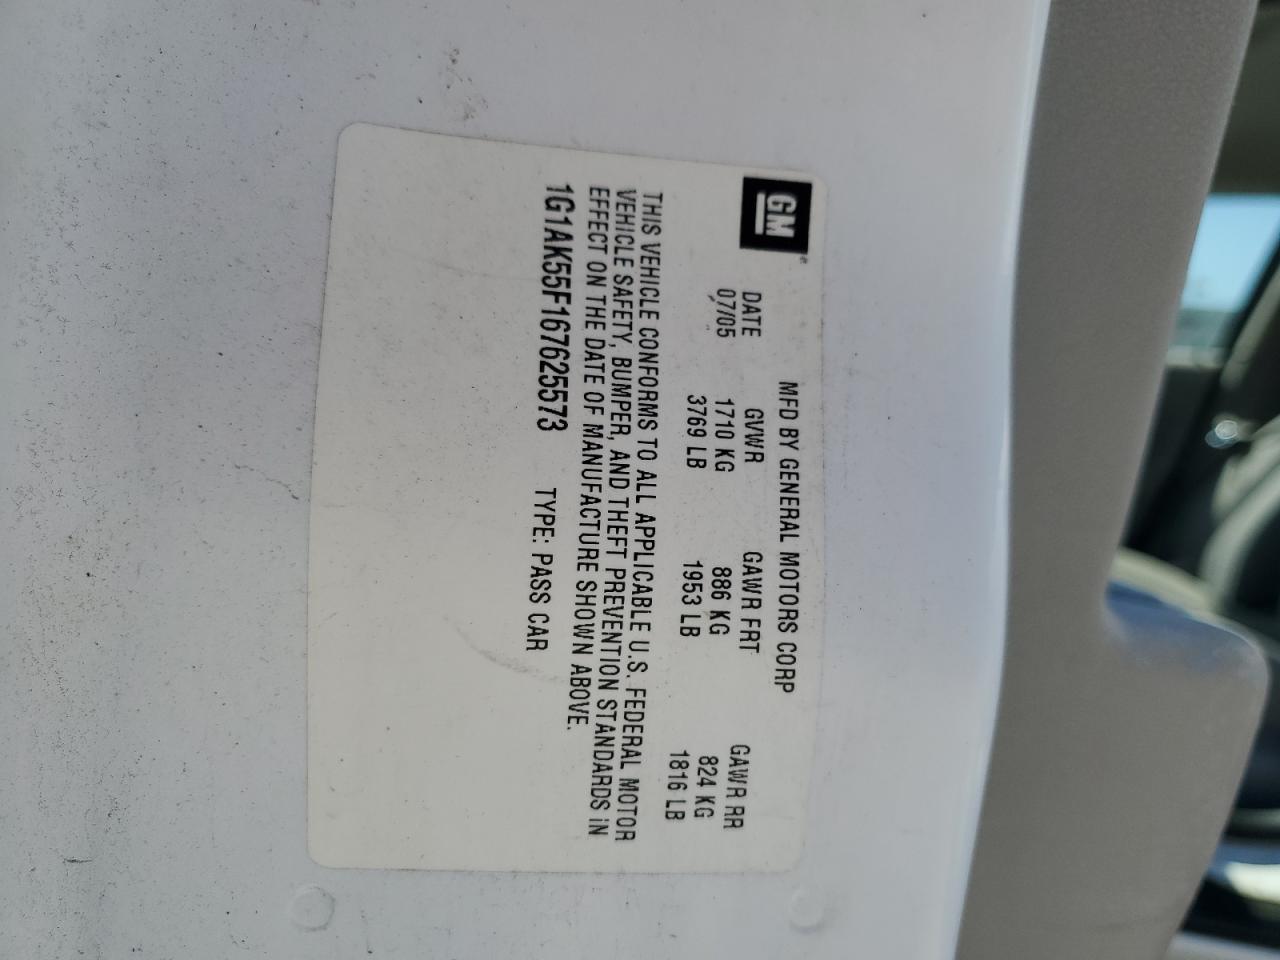 GM
MFD BY GENERAL MOTORS CORP
DATE GVWR GAWR FRT GAWR RR
07/05 1710 KG 886 KG 824 KG
3769 LB 1953 LB 1816 LB
THIS VEHICLE CONFORMS TO ALL APPLICABLE U.S. FEDERAL MOTOR
VEHICLE SAFETY, BUMPER, AND THEFT PREVENTION STANDARDS IN
EFFECT ON THE DATE OF MANUFACTURE SHOWN ABOVE.
1G1AK55F167625573 TYPE: PASS CAR